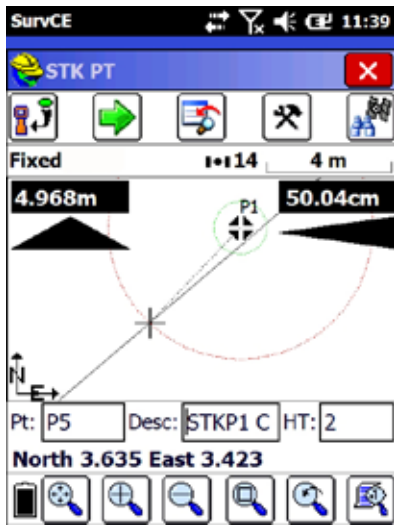 SurvCE 11:39
STK PT
Fixed 14 4 m
4.968m P1 50.04cm
N
E
Pt: P5 Desc: STKP1 C HT: 2
North 3.635 East 3.423